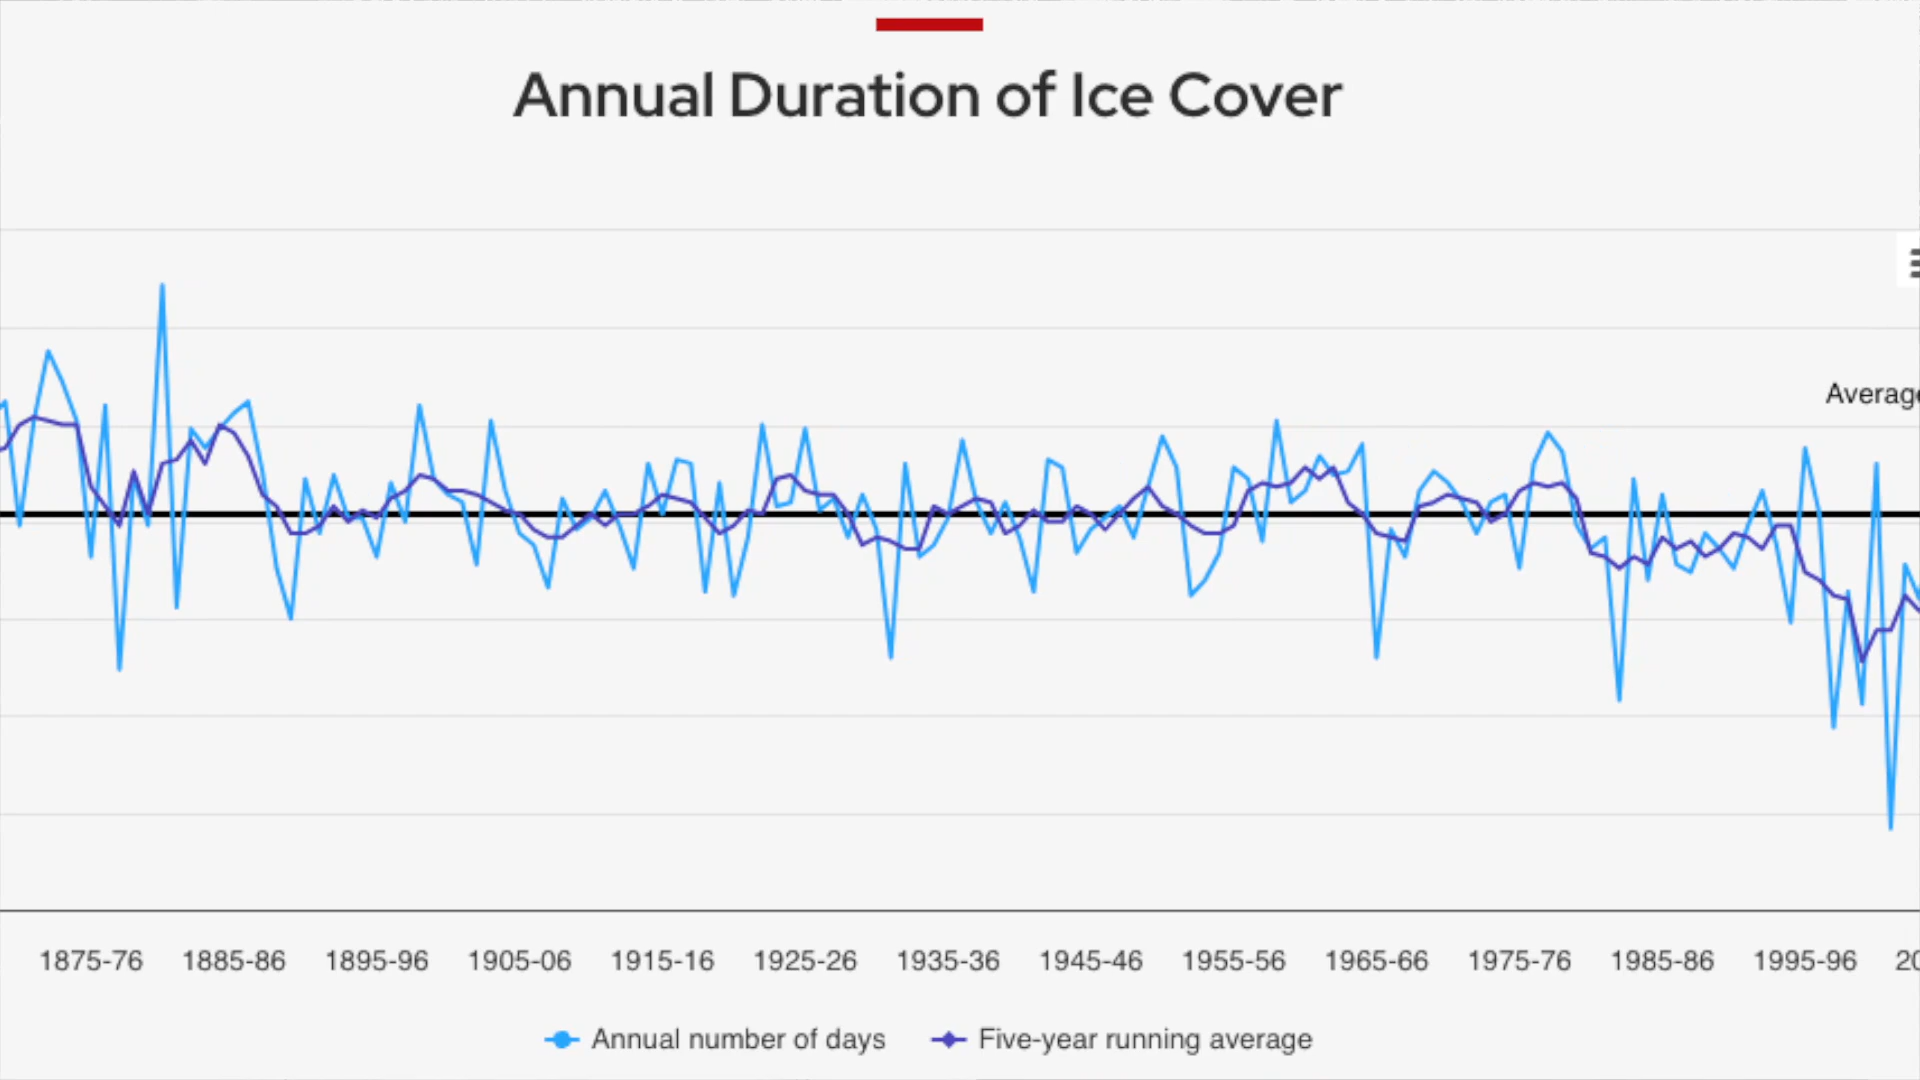 Annual Duration of Ice Cover
Average
1875-76 1885-86 1895-96 1905-06 1915-16 1925-26 1935-36 1945-46 1955-56 1965-66 1975-76 1985-86 1995-96 20
Annual number of days Five-year running average